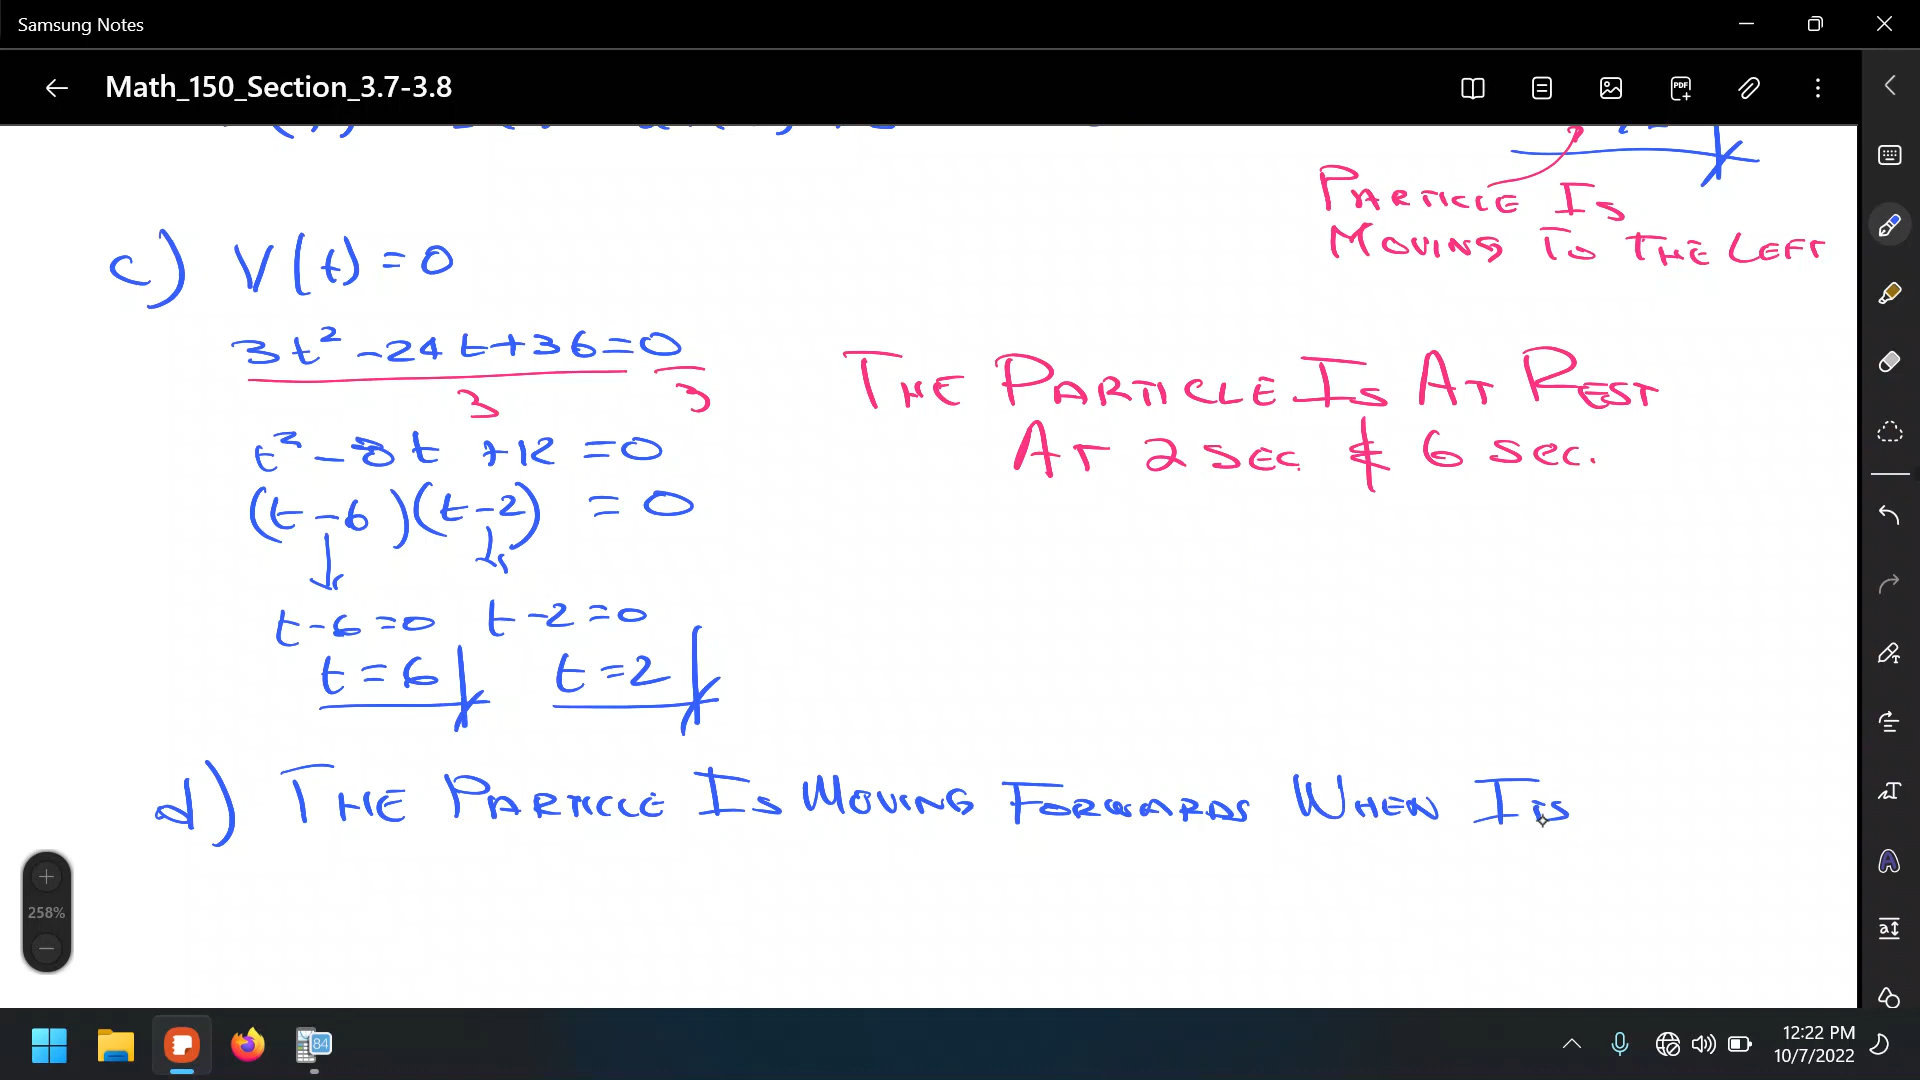 Samsung Notes
Math_150_Section_3.7-3.8
PARTICLE IS
MOVING TO THE LEFT
c) V(t) = 0
3t² - 24t + 36 = 0
3 3
t² - 8t + 12 = 0
(t - 6)(t - 2) = 0
t - 6 = 0 t - 2 = 0
t = 6 t = 2
THE PARTICLE IS AT REST
AT 2 SEC & 6 SEC.
d) THE PARTICLE IS MOVING FORWARDS WHEN ITS
258%
84
12:22 PM
10/7/2022